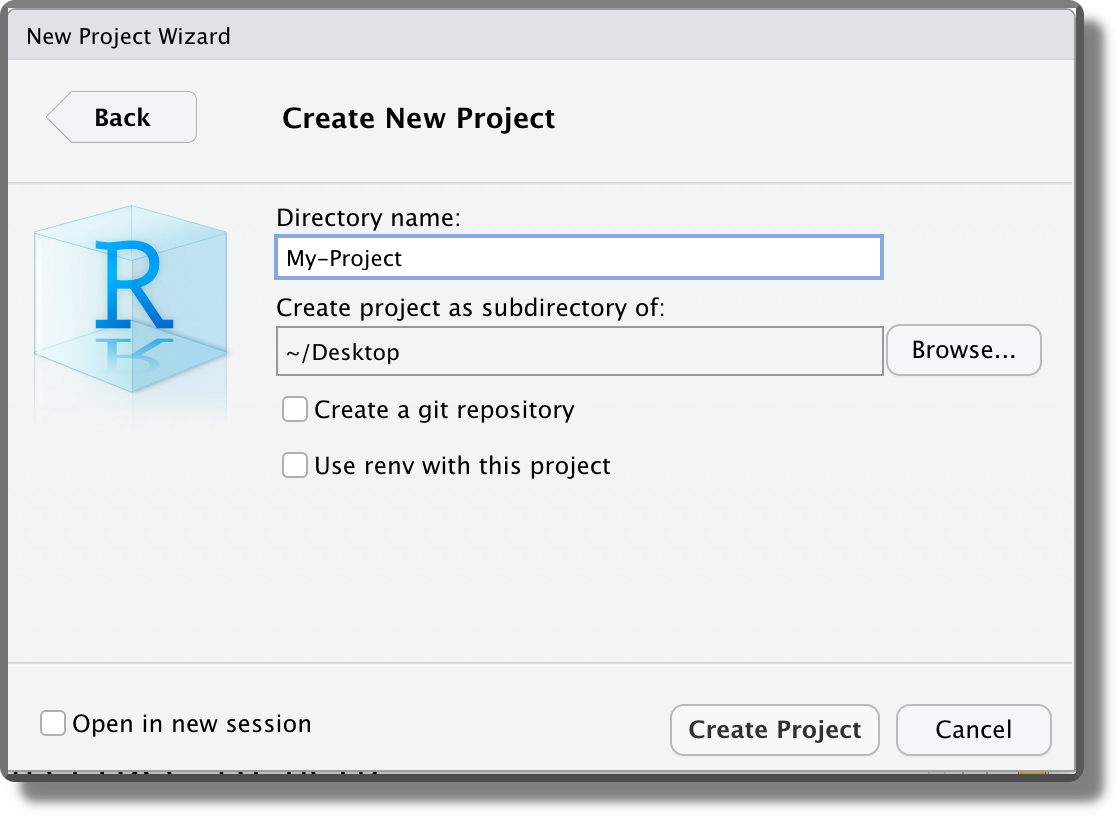 New Project Wizard
Back
Create New Project
R
Directory name:
My-Project
Create project as subdirectory of:
~/Desktop
Browse...
Create a git repository
Use renv with this project
Open in new session
Create Project
Cancel